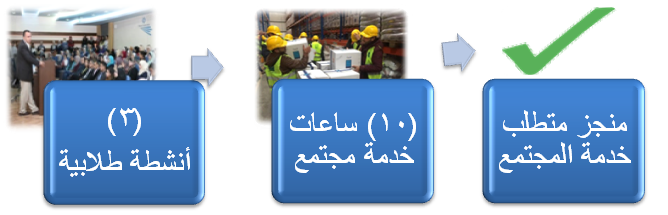 (٣)
أنشطة طلابية
(١٠) ساعات
خدمة مجتمع
منجز متطلب
خدمة المجتمع